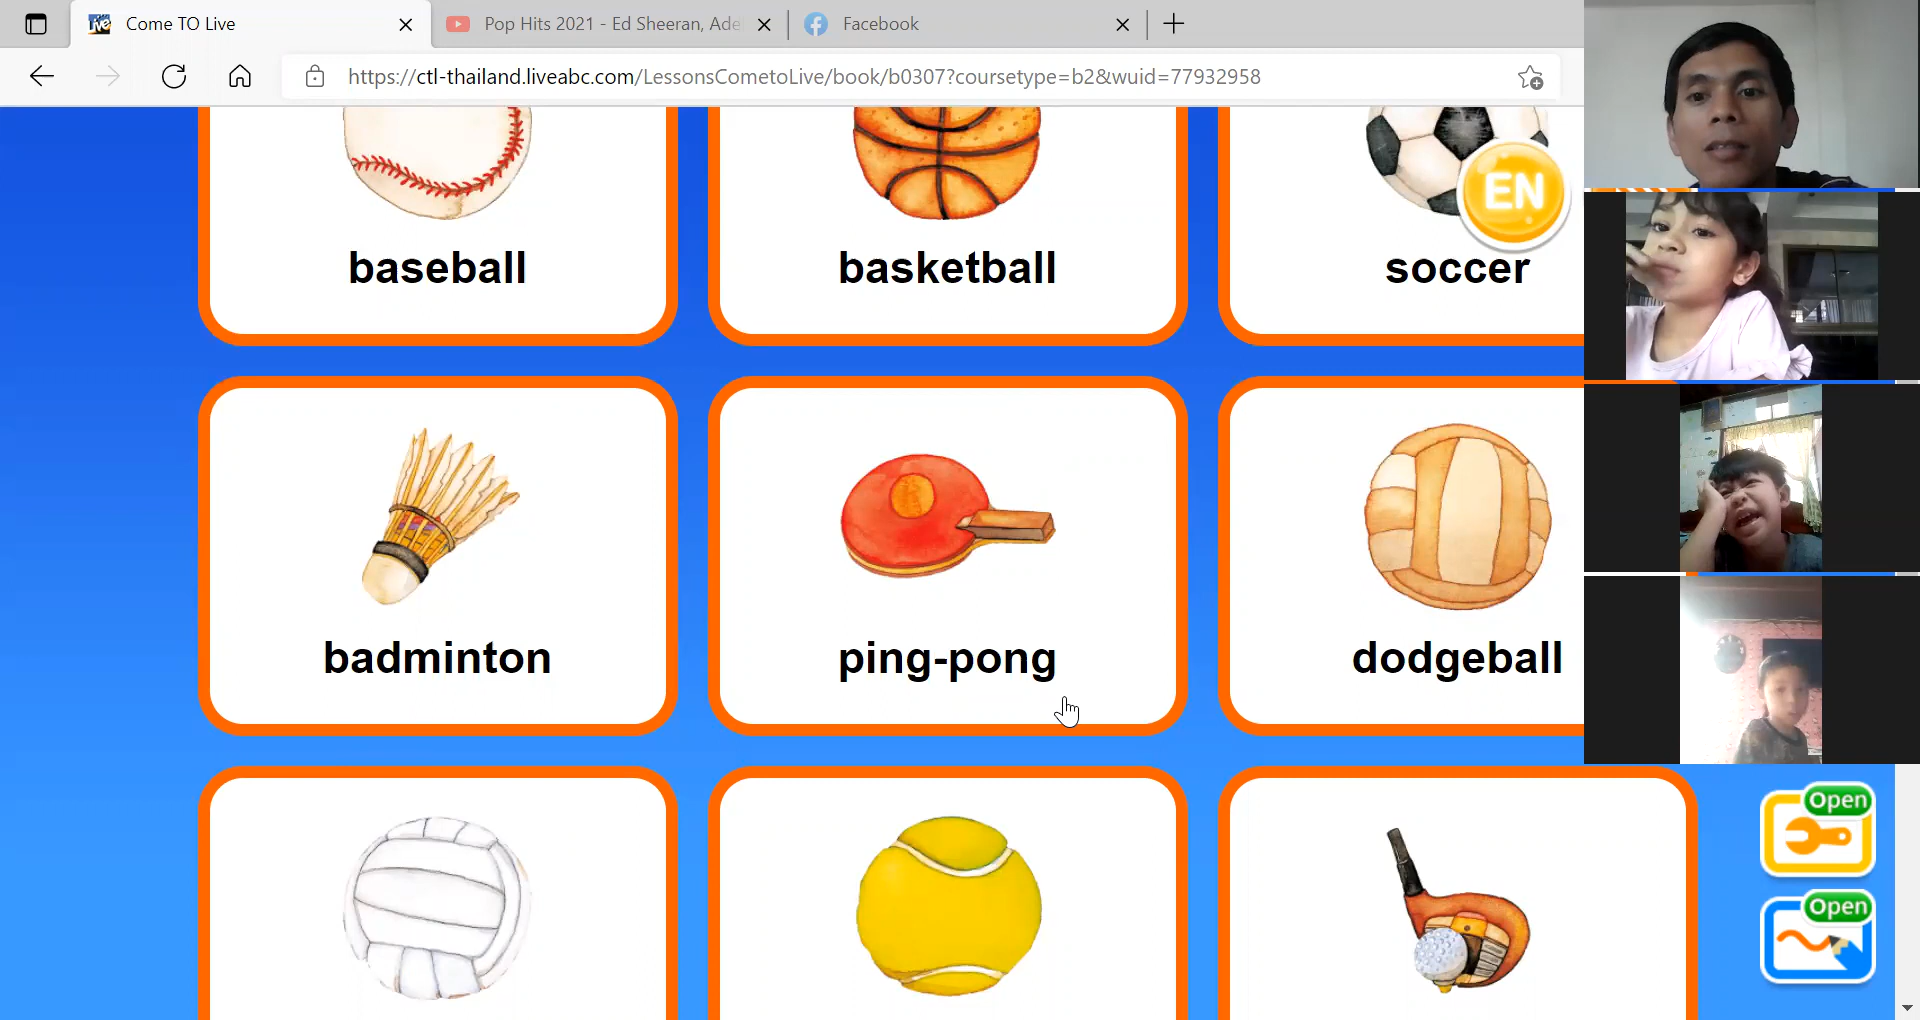 Come TO Live
Pop Hits 2021 - Ed Sheeran, Ade
Facebook
https://ctl-thailand.liveabc.com/LessonsCometoLive/book/b0307?coursetype=b2&wuid=77932958
EN
baseball
basketball
soccer
badminton
ping-pong
dodgeball
Open
Open